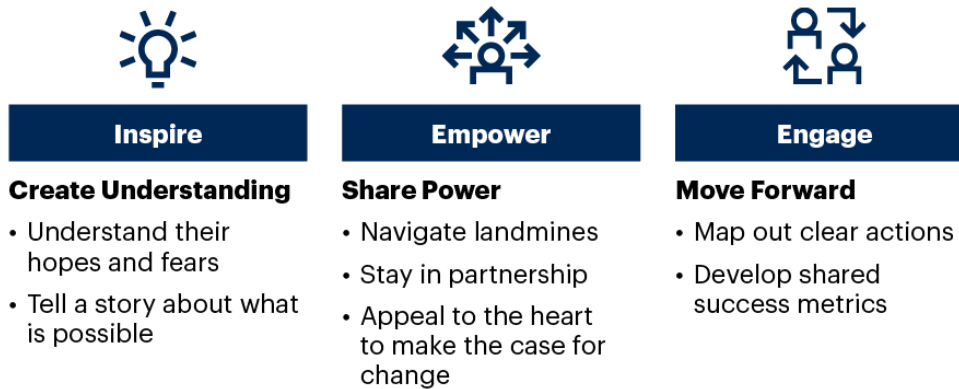 Inspire
Create Understanding
• Understand their
hopes and fears
• Tell a story about what
is possible
Empower
Share Power
• Navigate landmines
• Stay in partnership
• Appeal to the heart
to make the case for
change
Engage
Move Forward
• Map out clear actions
• Develop shared
success metrics